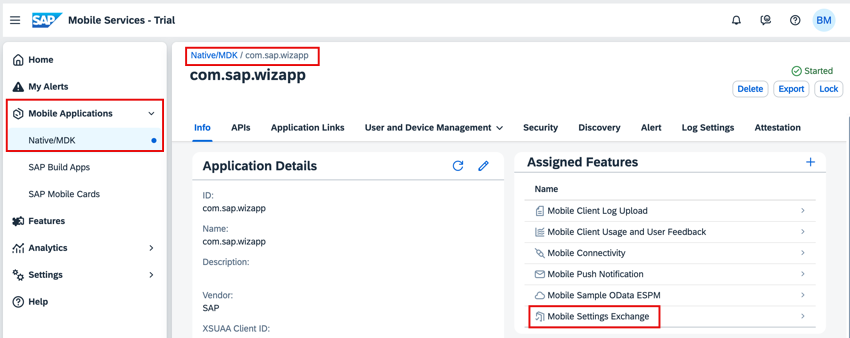 SAP Mobile Services - Trial
BM
Home
My Alerts
Mobile Applications
Native/MDK
SAP Build Apps
SAP Mobile Cards
Features
Analytics
Settings
Help
Native/MDK / com.sap.wizapp
com.sap.wizapp
Started
Delete Export Lock
Info APIs Application Links User and Device Management Security Discovery Alert Log Settings Attestation
Application Details
ID:
com.sap.wizapp
Name:
com.sap.wizapp
Description:
Vendor:
SAP
XSUAA Client ID:
Assigned Features
Name
Mobile Client Log Upload
Mobile Client Usage and User Feedback
Mobile Connectivity
Mobile Push Notification
Mobile Sample OData ESPM
Mobile Settings Exchange